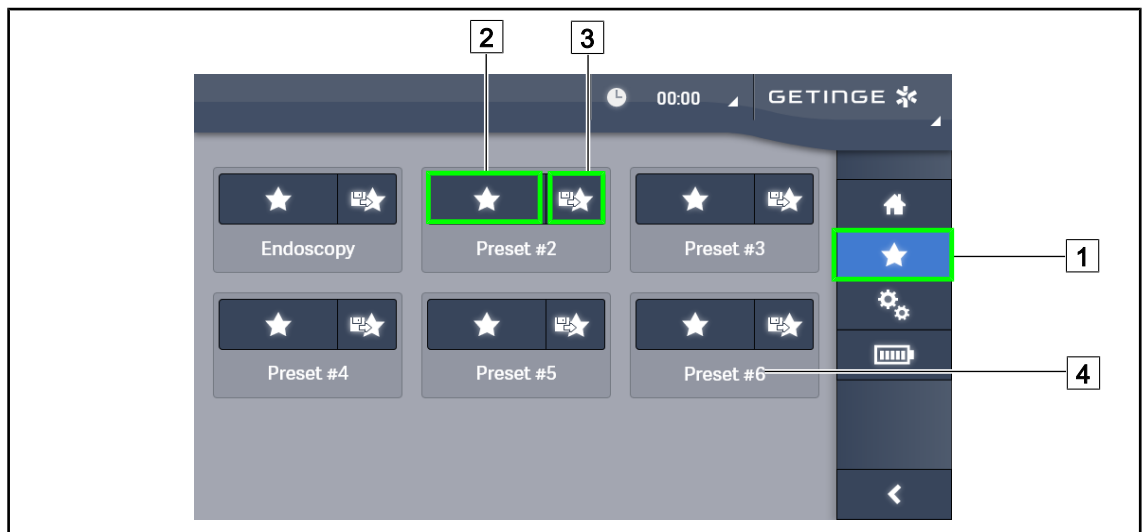 2 3
00:00 GETINGE
Endoscopy Preset #2 Preset #3
1
Preset #4 Preset #5 Preset #6
4